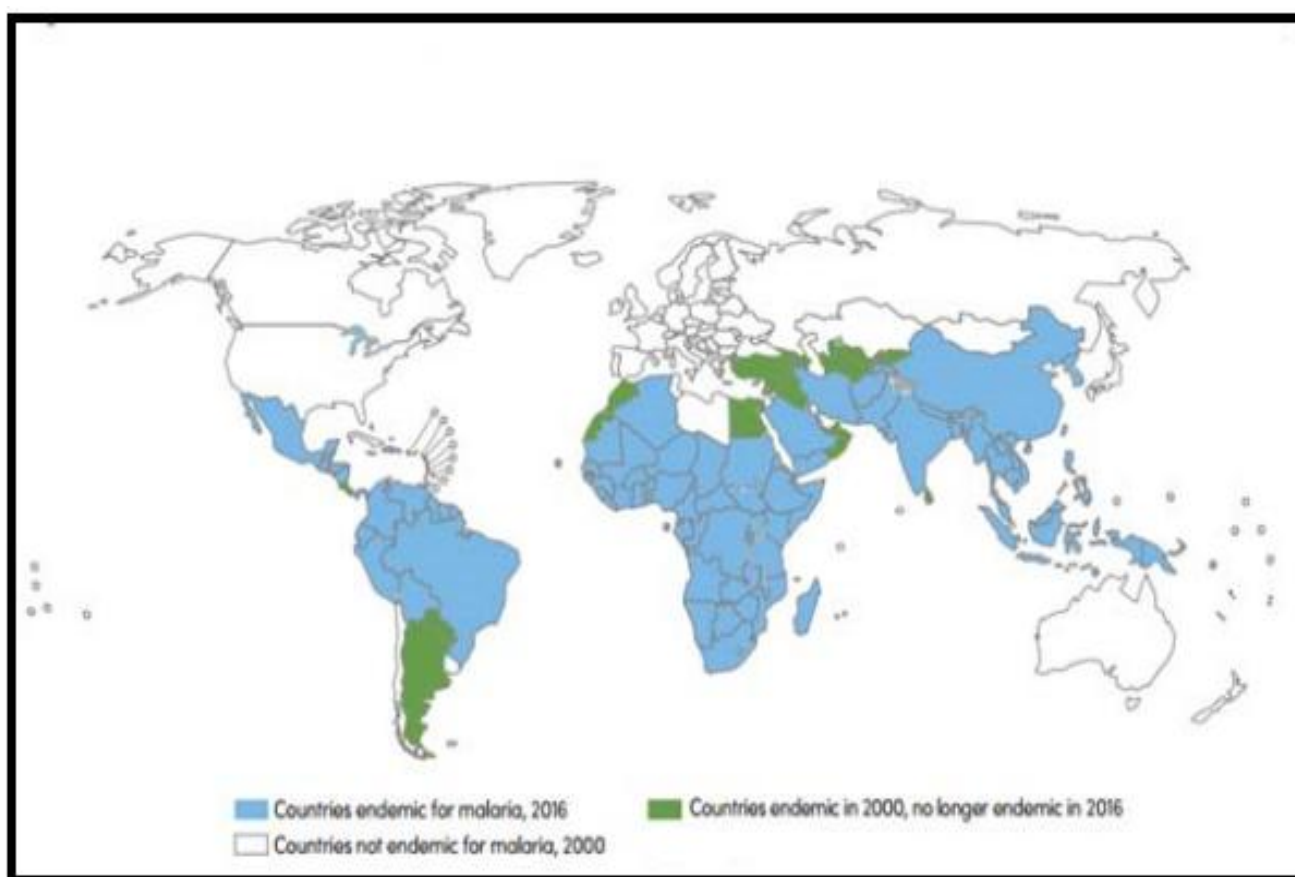 Countries endemic for malaria, 2016
Countries endemic in 2000, no longer endemic in 2016
Countries not endemic for malaria, 2000